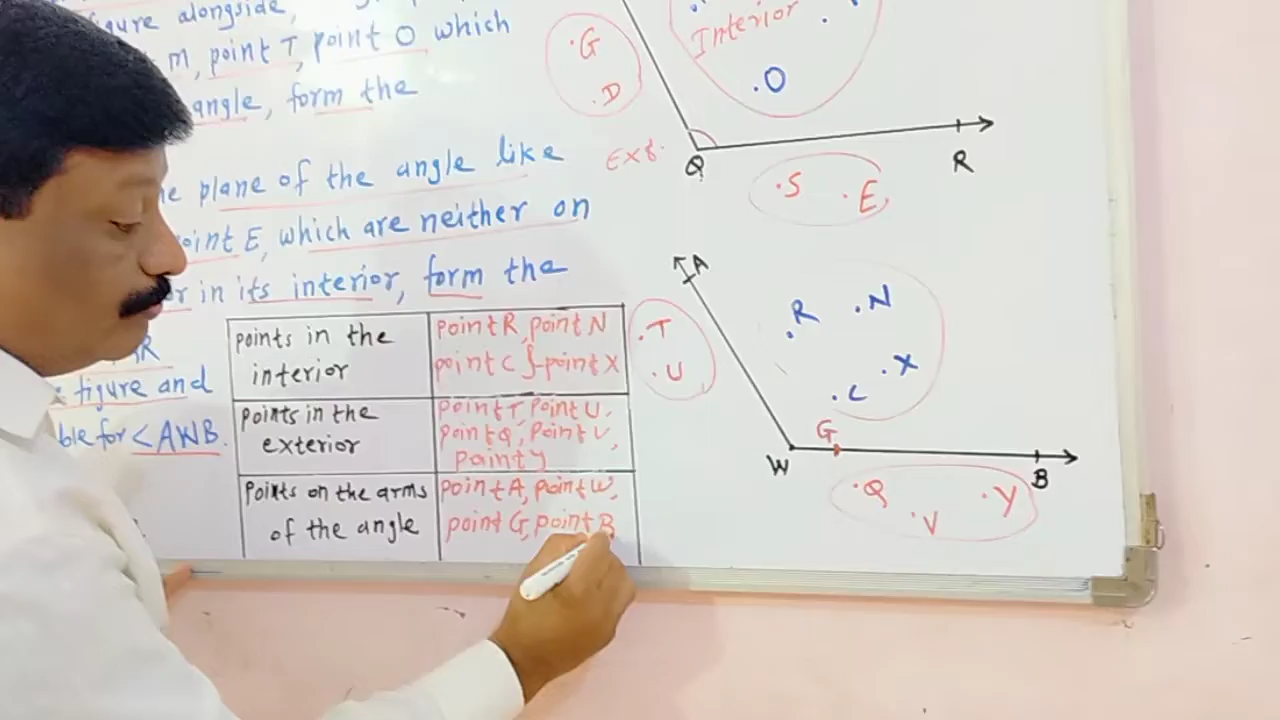 figure alongside,
m, point T, point O which
angle, form the
plane of the angle like
point E, which are neither on
in its interior, form the
R
figure and
for <AWB.
points in the
interior
point R, point N
point C & point X
points in the
exterior
point T, point U,
point Q, point V,
point Y
points on the arms
of the angle
point A, point W,
point G, point B
.G
.D
Interior
.O
Ext.
Q
R
.S
.E
A
R
.N
.X
.C
.T
.U
G
W
B
.Q
.V
.Y